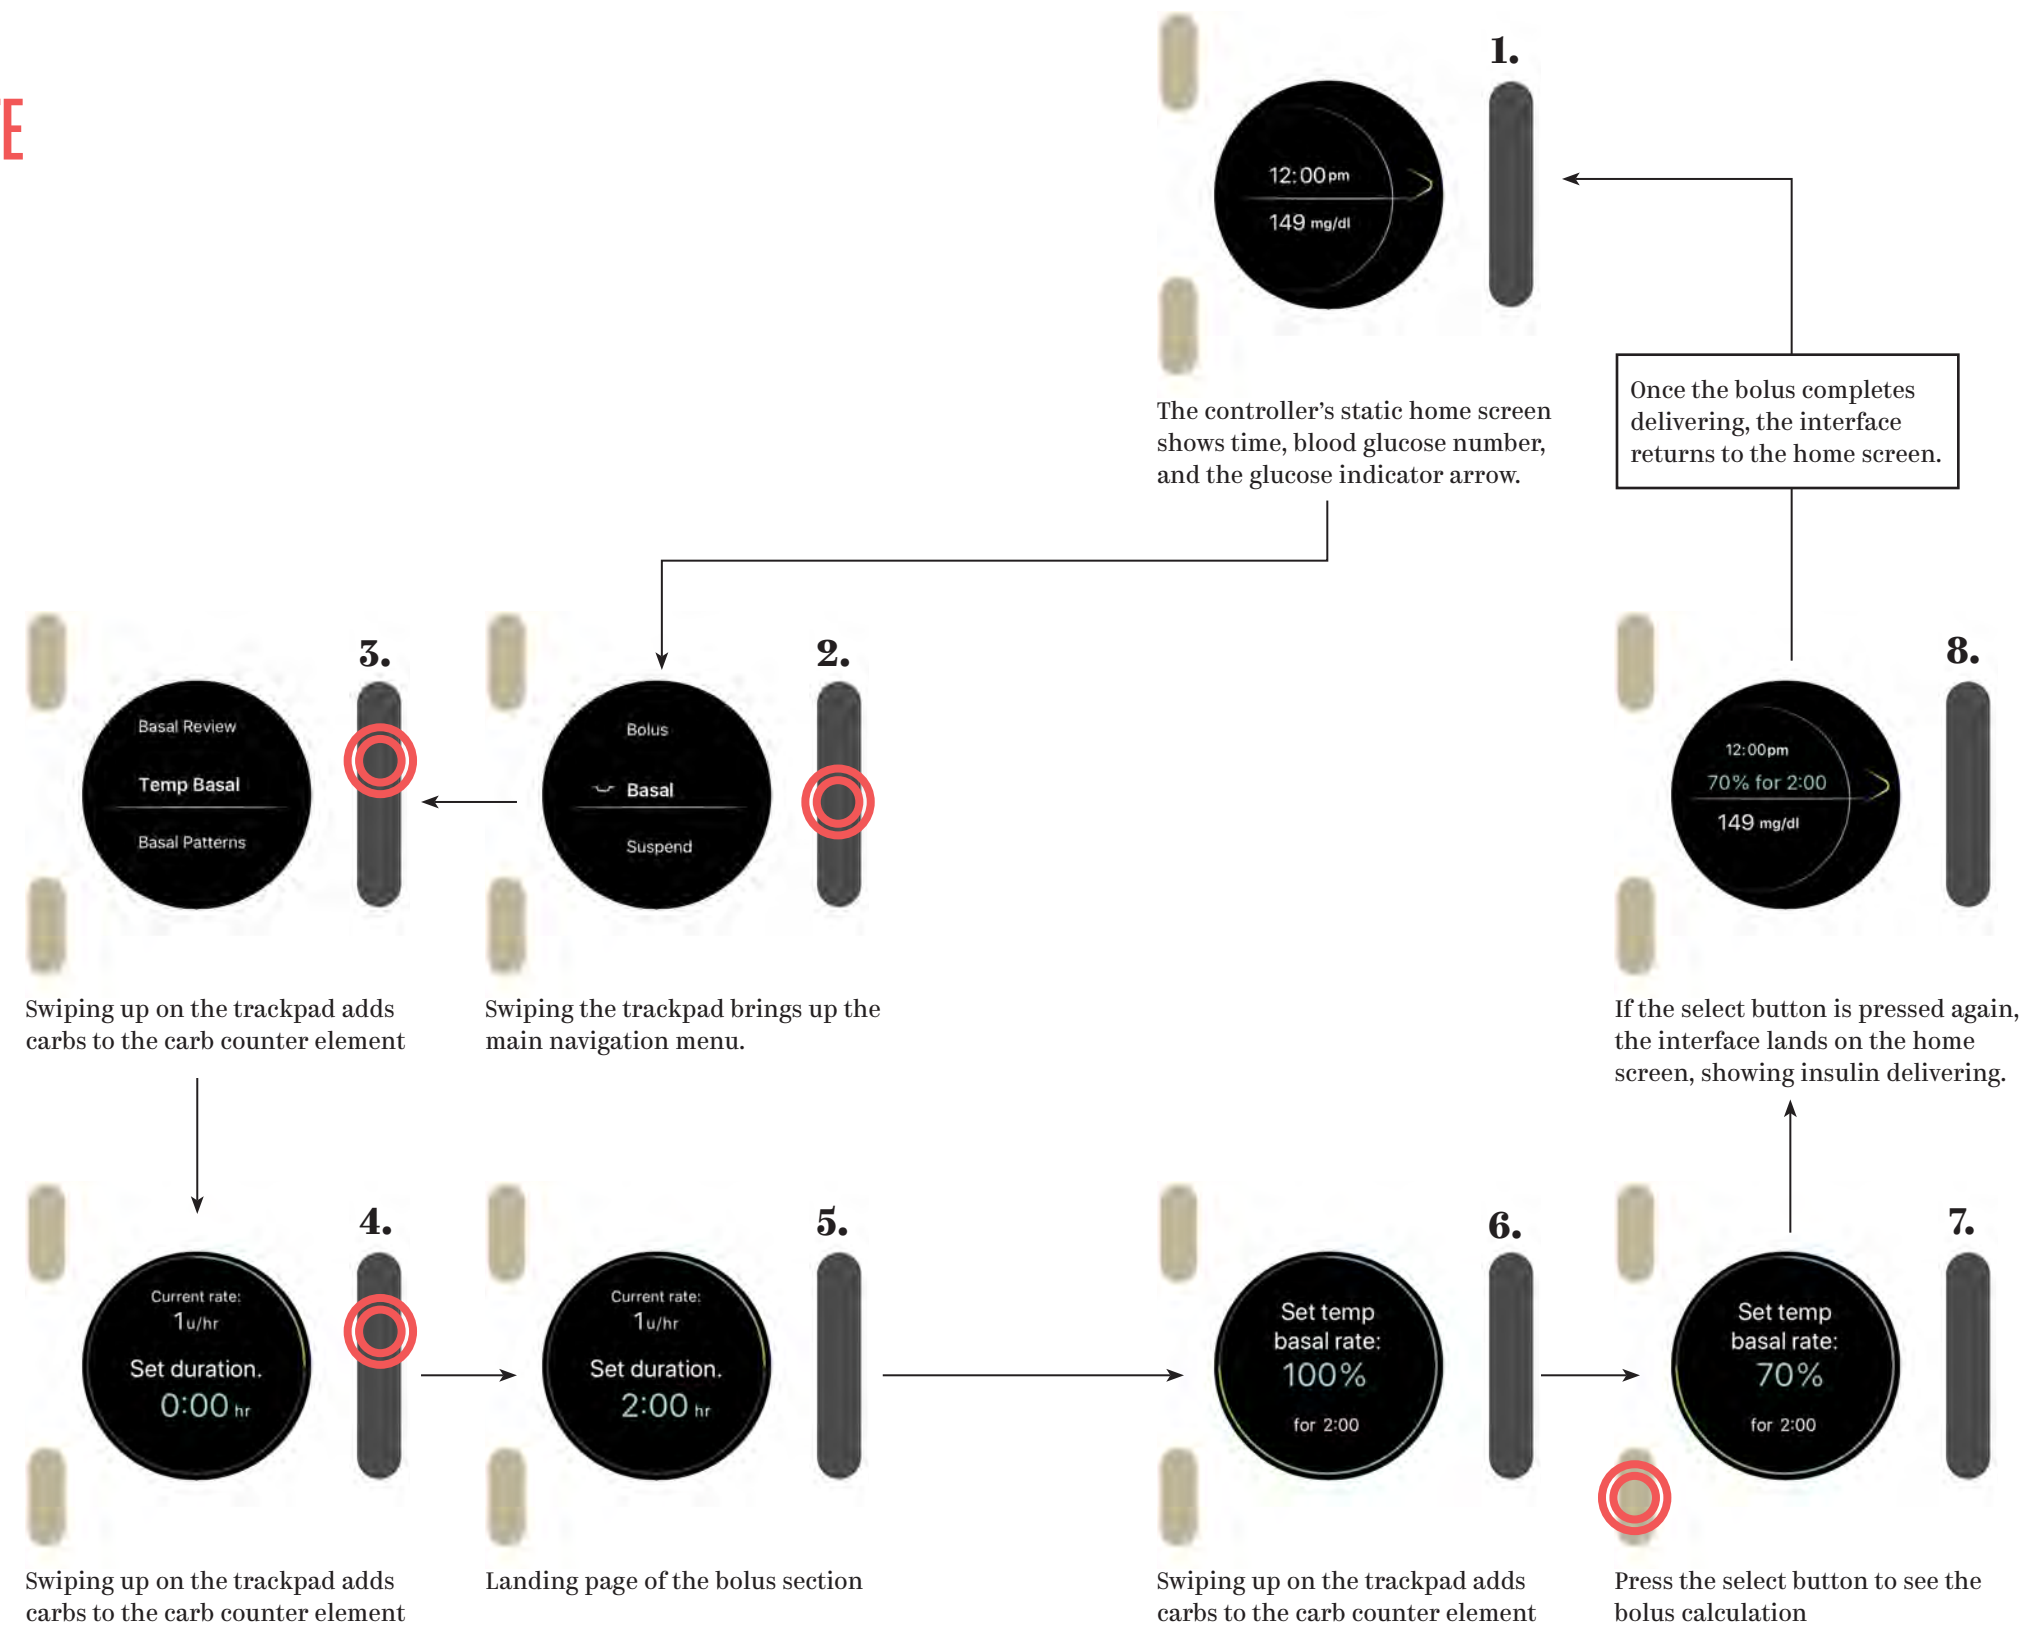 E
1.
12:00pm
149 mg/dl
The controller’s static home screen
shows time, blood glucose number,
and the glucose indicator arrow.
Once the bolus completes
delivering, the interface
returns to the home screen.
3.
Basal Review
Temp Basal
Basal Patterns
Swiping up on the trackpad adds
carbs to the carb counter element
2.
Bolus
Basal
Suspend
Swiping the trackpad brings up the
main navigation menu.
8.
12:00pm
70% for 2:00
149 mg/dl
If the select button is pressed again,
the interface lands on the home
screen, showing insulin delivering.
4.
Current rate:
1u/hr
Set duration.
0:00 hr
Swiping up on the trackpad adds
carbs to the carb counter element
5.
Current rate:
1u/hr
Set duration.
2:00 hr
Landing page of the bolus section
6.
Set temp
basal rate:
100%
for 2:00
Swiping up on the trackpad adds
carbs to the carb counter element
7.
Set temp
basal rate:
70%
for 2:00
Press the select button to see the
bolus calculation